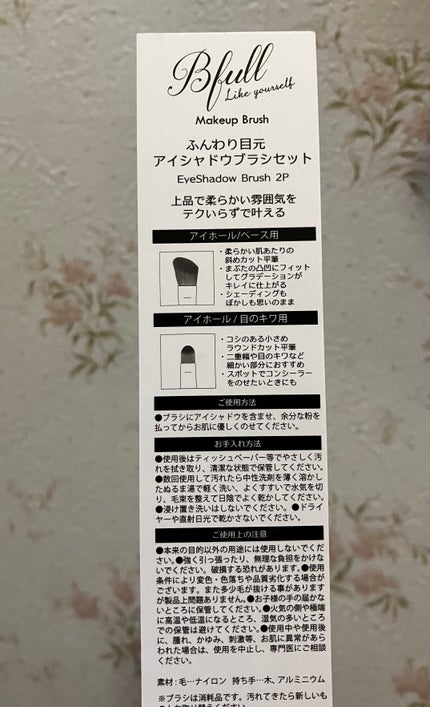 Bfull
Like yourself
Makeup Brush
ふんわり目元
アイシャドウブラシセット
EyeShadow Brush 2P
上品で柔らかい雰囲気を
テクいらずで叶える
アイホール/ベース用
・柔らかい肌あたりの
斜めカット平筆
・まぶたの凸凹にフィット
してグラデーションが
キレイに仕上がる
・シェーディングも
ぼかしも思いのまま
アイホール / 目のキワ用
・コシのある小さめ
ラウンドカット平筆
・二重幅や目のキワなど
細かい部分におすすめ
・スポットでコンシーラー
をのせたいときにも
ご使用方法
●ブラシにアイシャドウを含ませ、余分な粉を
払ってからお肌に優しくのせてください。
お手入れ方法
●使用後はティッシュペーパー等でやさしく汚
れを拭き取り、清潔な状態で保管してください。
●数回使用して汚れたら中性洗剤を薄く溶かし
たぬるま湯で軽く洗い、よくすすいで水気を切
り、毛束を整えて日陰でよく乾かしてください。
●浸け置き洗いはしないでください。●ドライ
ヤーや直射日光で乾かさないでください。
ご使用上の注意
●本来の目的以外の用途には使用しないでくだ
さい。●強く引っ張ったり、無理な負担をかけな
いでください。破損する恐れがあります。●使用
条件により変色・色落ちや品質劣化する場合が
ございます。また多少毛が抜ける事があります
が製品上問題ありません。●お子様の手の届かな
いところに保管してください。●火気の側や極端
に高温や低温になるところ、湿気の多いところ
での保管は避けてください。●使用中や使用後
に、腫れ、かゆみ、刺激等、お肌に異常があら
われた場合は、使用を中止し、専門医にご相談
ください。
素材:毛…ナイロン 持ち手…木、アルミニウム
※ブラシは消耗品です。汚れてきたら新しいも